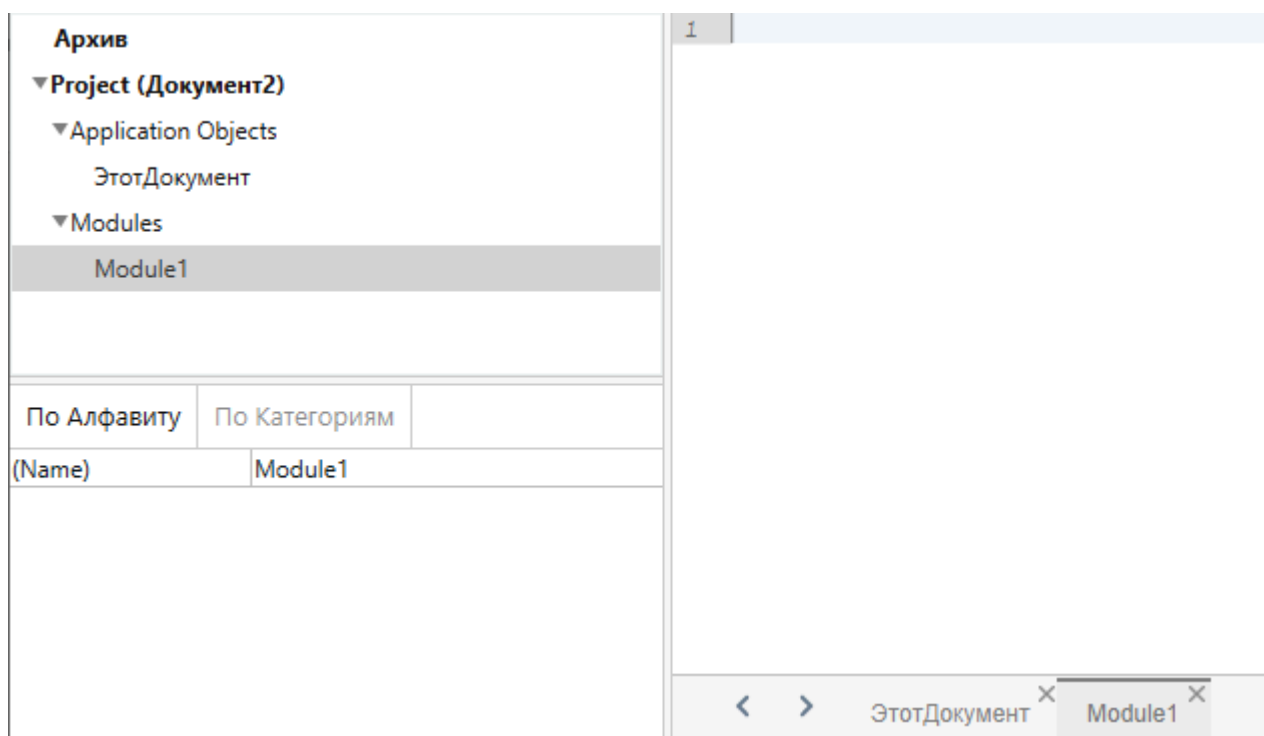 Архив
Project (Документ2)
Application Objects
ЭтотДокумент
Modules
Module1
По Алфавиту По Категориям
(Name) Module1
1
ЭтотДокумент Module1